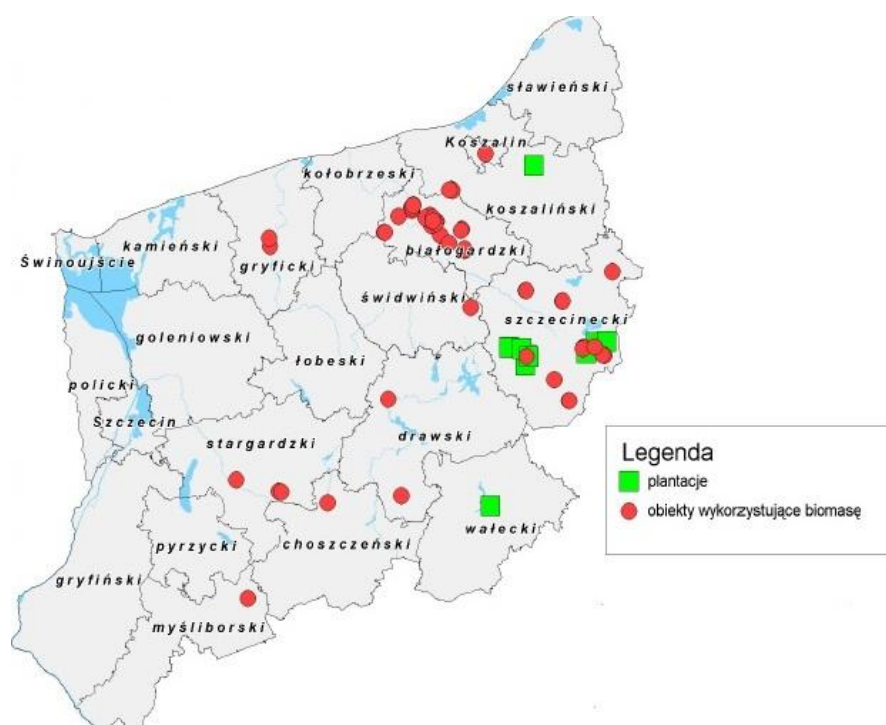 sławieński
Koszalin
kołobrzeski
koszaliński
kamieński
białogardzki
Świnoujście
gryficki
świdwiński
szczecinecki
goleniowski
łobeski
policki
Szczecin
stargardzki
drawski
Legenda
plantacje
obiekty wykorzystujące biomasę
wałecki
pyrzycki
choszczeński
gryfiński
myśliborski